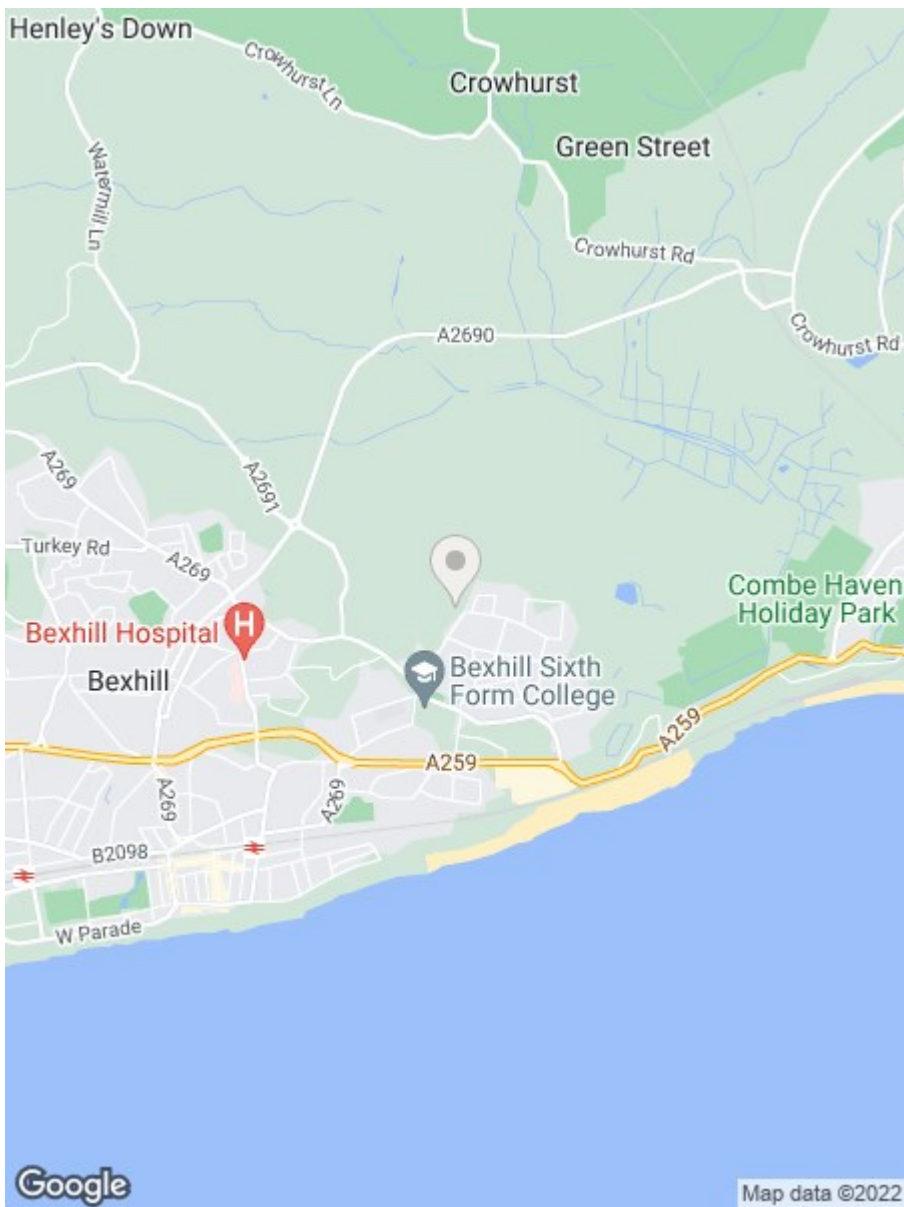 Henley's Down
Crowhurst Ln
Crowhurst
Green Street
Watermill Ln
Crowhurst Rd
A2690
Crowhurst Rd
A269
A2691
Turkey Rd
A269
Combe Haven
Holiday Park
Bexhill Hospital
H
Bexhill
Bexhill Sixth
Form College
A259
A259
A269
A269
B2098
W Parade
Google
Map data ©2022